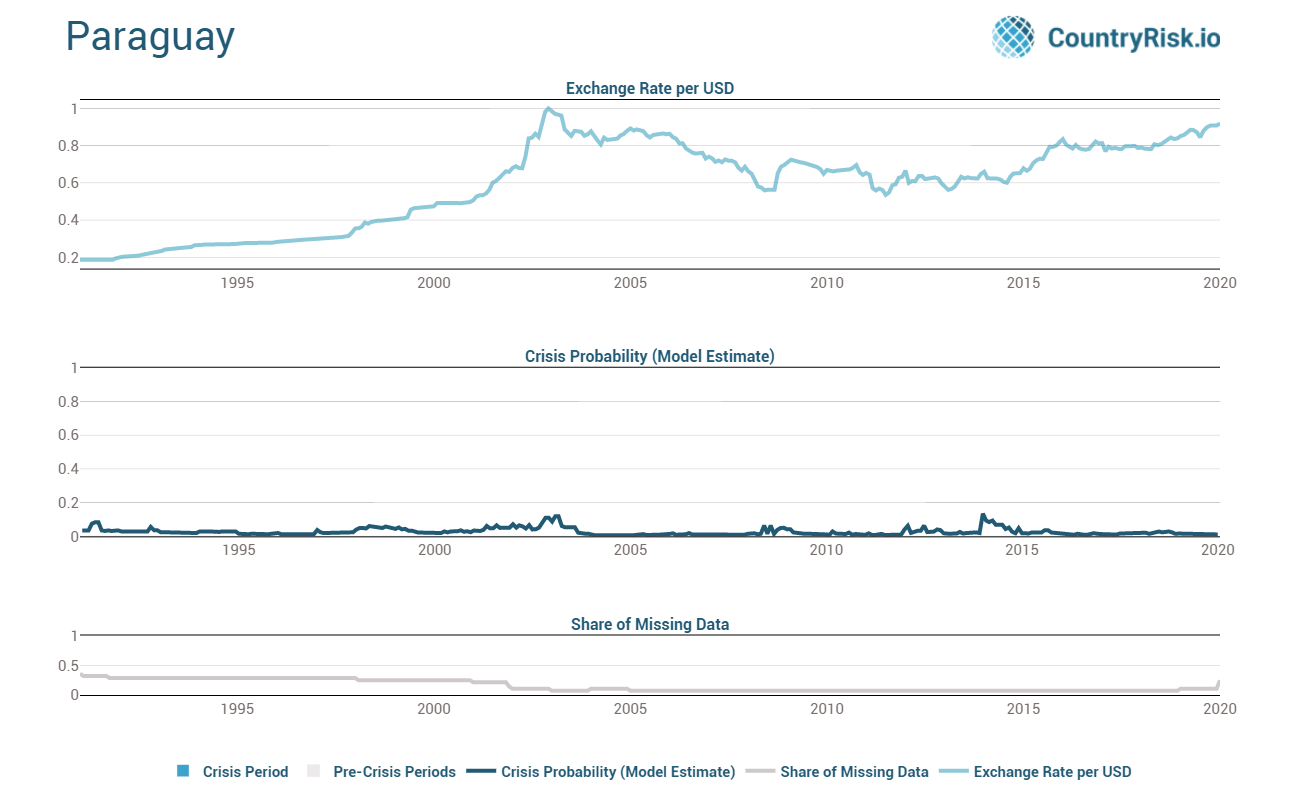 Paraguay
CountryRisk.io
Exchange Rate per USD
1
0.8
0.6
0.4
0.2
1995 2000 2005 2010 2015 2020
Crisis Probability (Model Estimate)
1
0.8
0.6
0.4
0.2
0
1995 2000 2005 2010 2015 2020
Share of Missing Data
1
0.5
0
1995 2000 2005 2010 2015 2020
Crisis Period Pre-Crisis Periods Crisis Probability (Model Estimate) Share of Missing Data Exchange Rate per USD